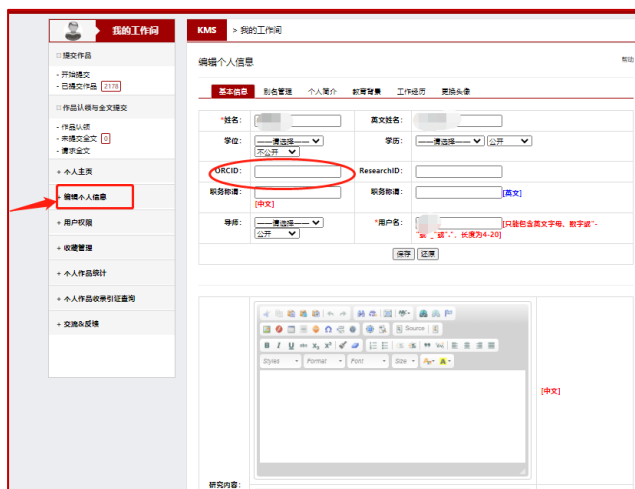 我的工作间
KMS > 我的工作间
□提交作品
- 开始提交
- 已提交作品 2178
□作品认领与全文提交
- 作品认领
- 未提交全文 0
- 请求全文
+ 个人主页
+ 编辑个人信息
+ 用户权限
+ 收藏管理
+ 个人作品统计
+ 个人作品收录引证查询
+ 交流&反馈
编辑个人信息
帮助
基本信息 别名管理 个人简介 教育背景 工作经历 更换头像
*姓名: 英文姓名:
学位: ——请选择—— 不公开 学历: ——请选择—— 公开
ORCID: ResearchID:
职务称谓: [中文] 职务称谓: [英文]
导师: ——请选择—— 公开 *用户名: [只能包含英文字母、数字或"-
"或"_"或"."，长度为4-20]
保存 还原
Source
B I U abc x₂ x²
Styles Format Font Size
[中文]
研究内容: